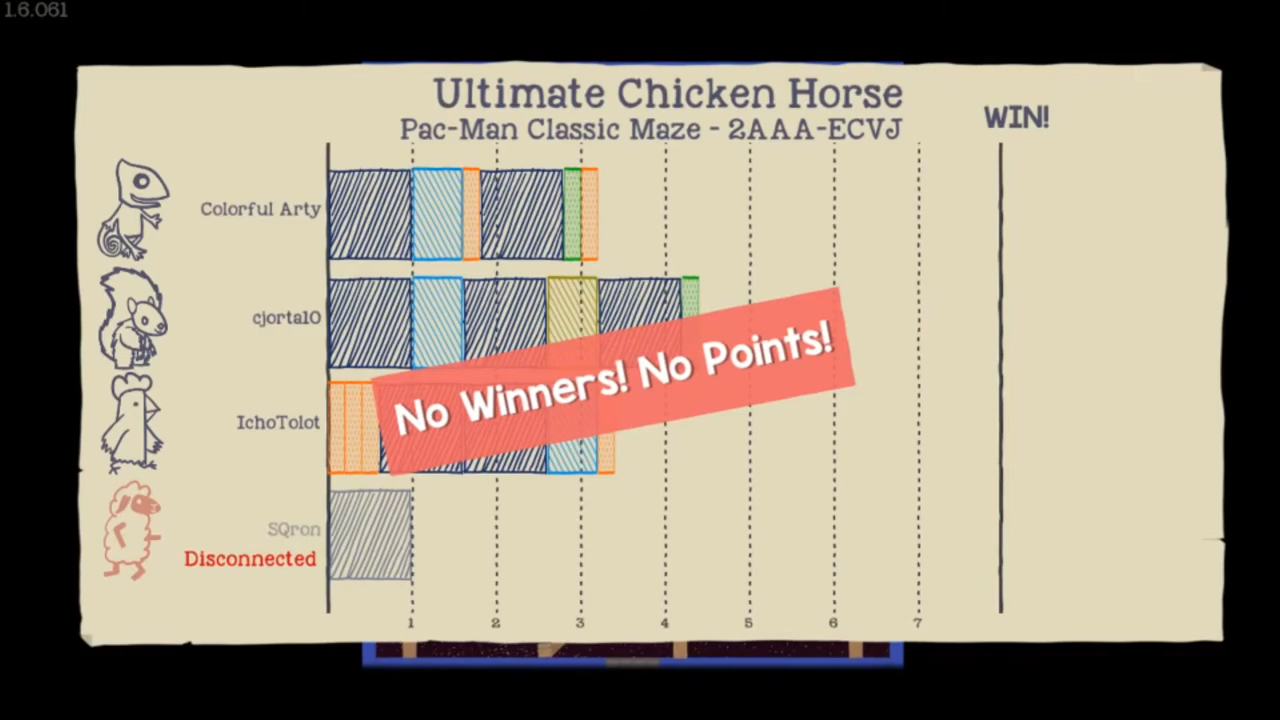 1.6.061
Ultimate Chicken Horse
Pac-Man Classic Maze - 2AAA-ECVJ
WIN!
Colorful Arty
cjorta10
No Winners! No Points!
IchoTolot
SQron
Disconnected
1 2 3 4 5 6 7